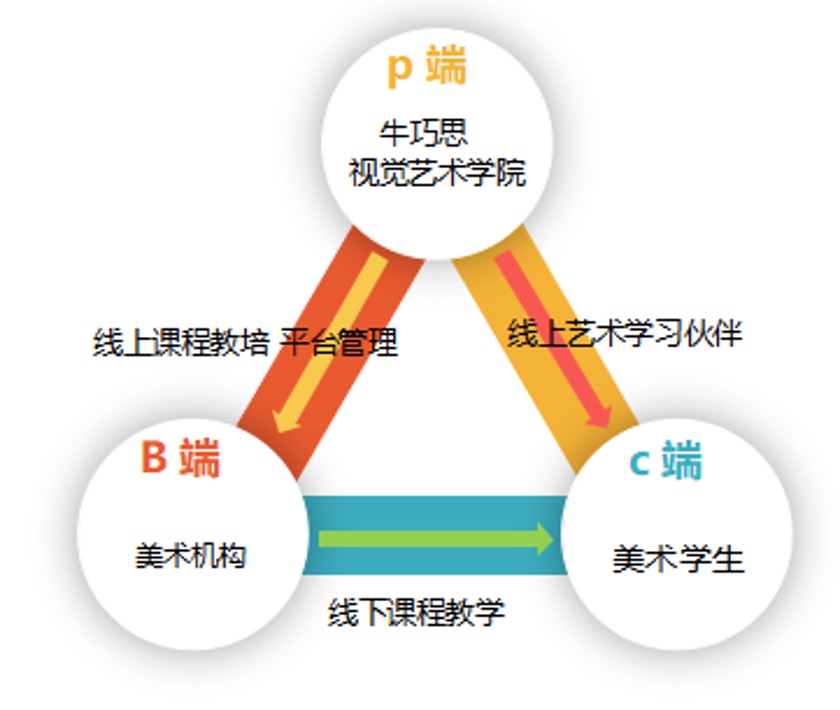 p 端
牛巧思
视觉艺术学院
线上课程教培 平台管理
线上艺术学习伙伴
B 端
美术机构
c 端
美术学生
线下课程教学